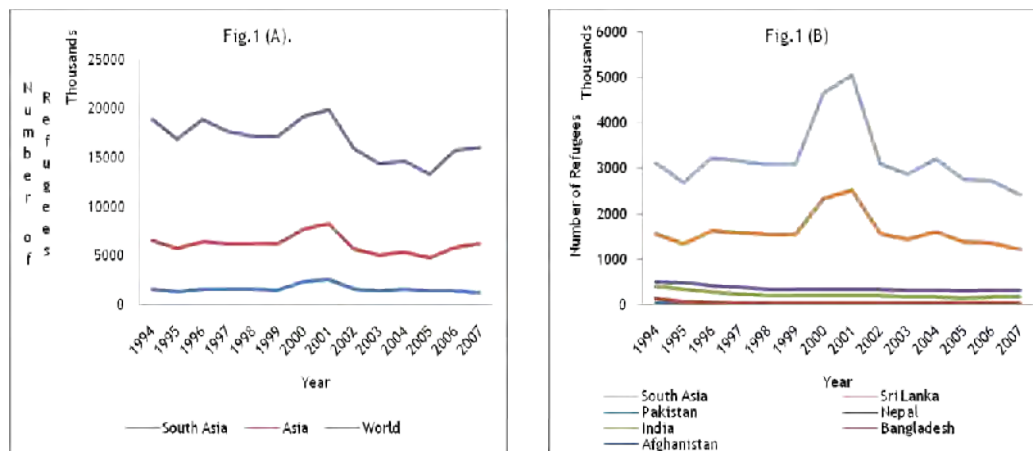 Fig.1 (A).
Number of
Refugees
Thousands
25000
20000
15000
10000
5000
0
1994 1995 1996 1997 1998 1999 2000 2001 2002 2003 2004 2005 2006 2007
Year
South Asia Asia World
Fig.1 (B)
Number of Refugees Thousands
6000
5000
4000
3000
2000
1000
0
1994 1995 1996 1997 1998 1999 2000 2001 2002 2003 2004 2005 2006 2007
Year
South Asia Sri Lanka
Pakistan Nepal
India Bangladesh
Afghanistan